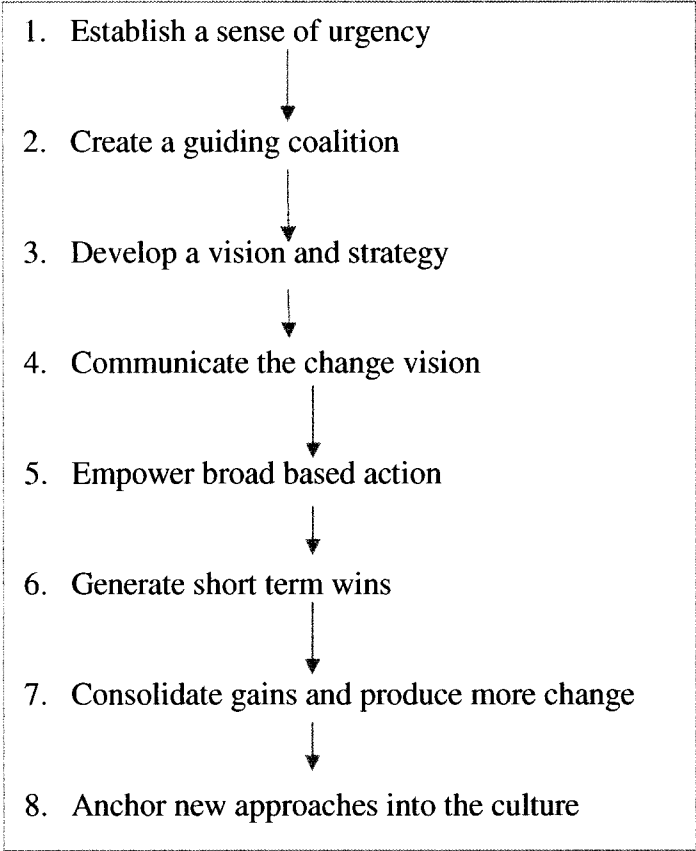 1. Establish a sense of urgency
2. Create a guiding coalition
3. Develop a vision and strategy
4. Communicate the change vision
5. Empower broad based action
6. Generate short term wins
7. Consolidate gains and produce more change
8. Anchor new approaches into the culture